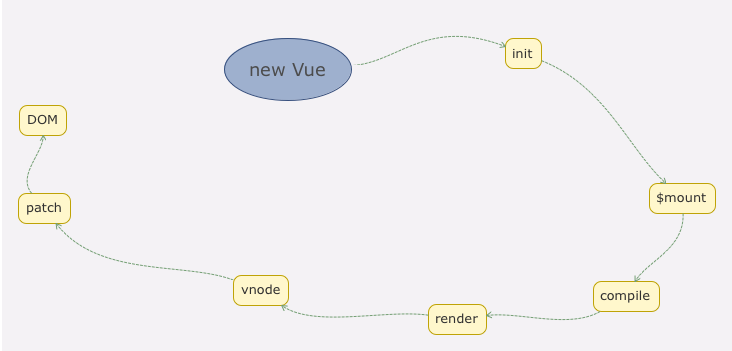 new Vue
init
$mount
compile
render
vnode
patch
DOM